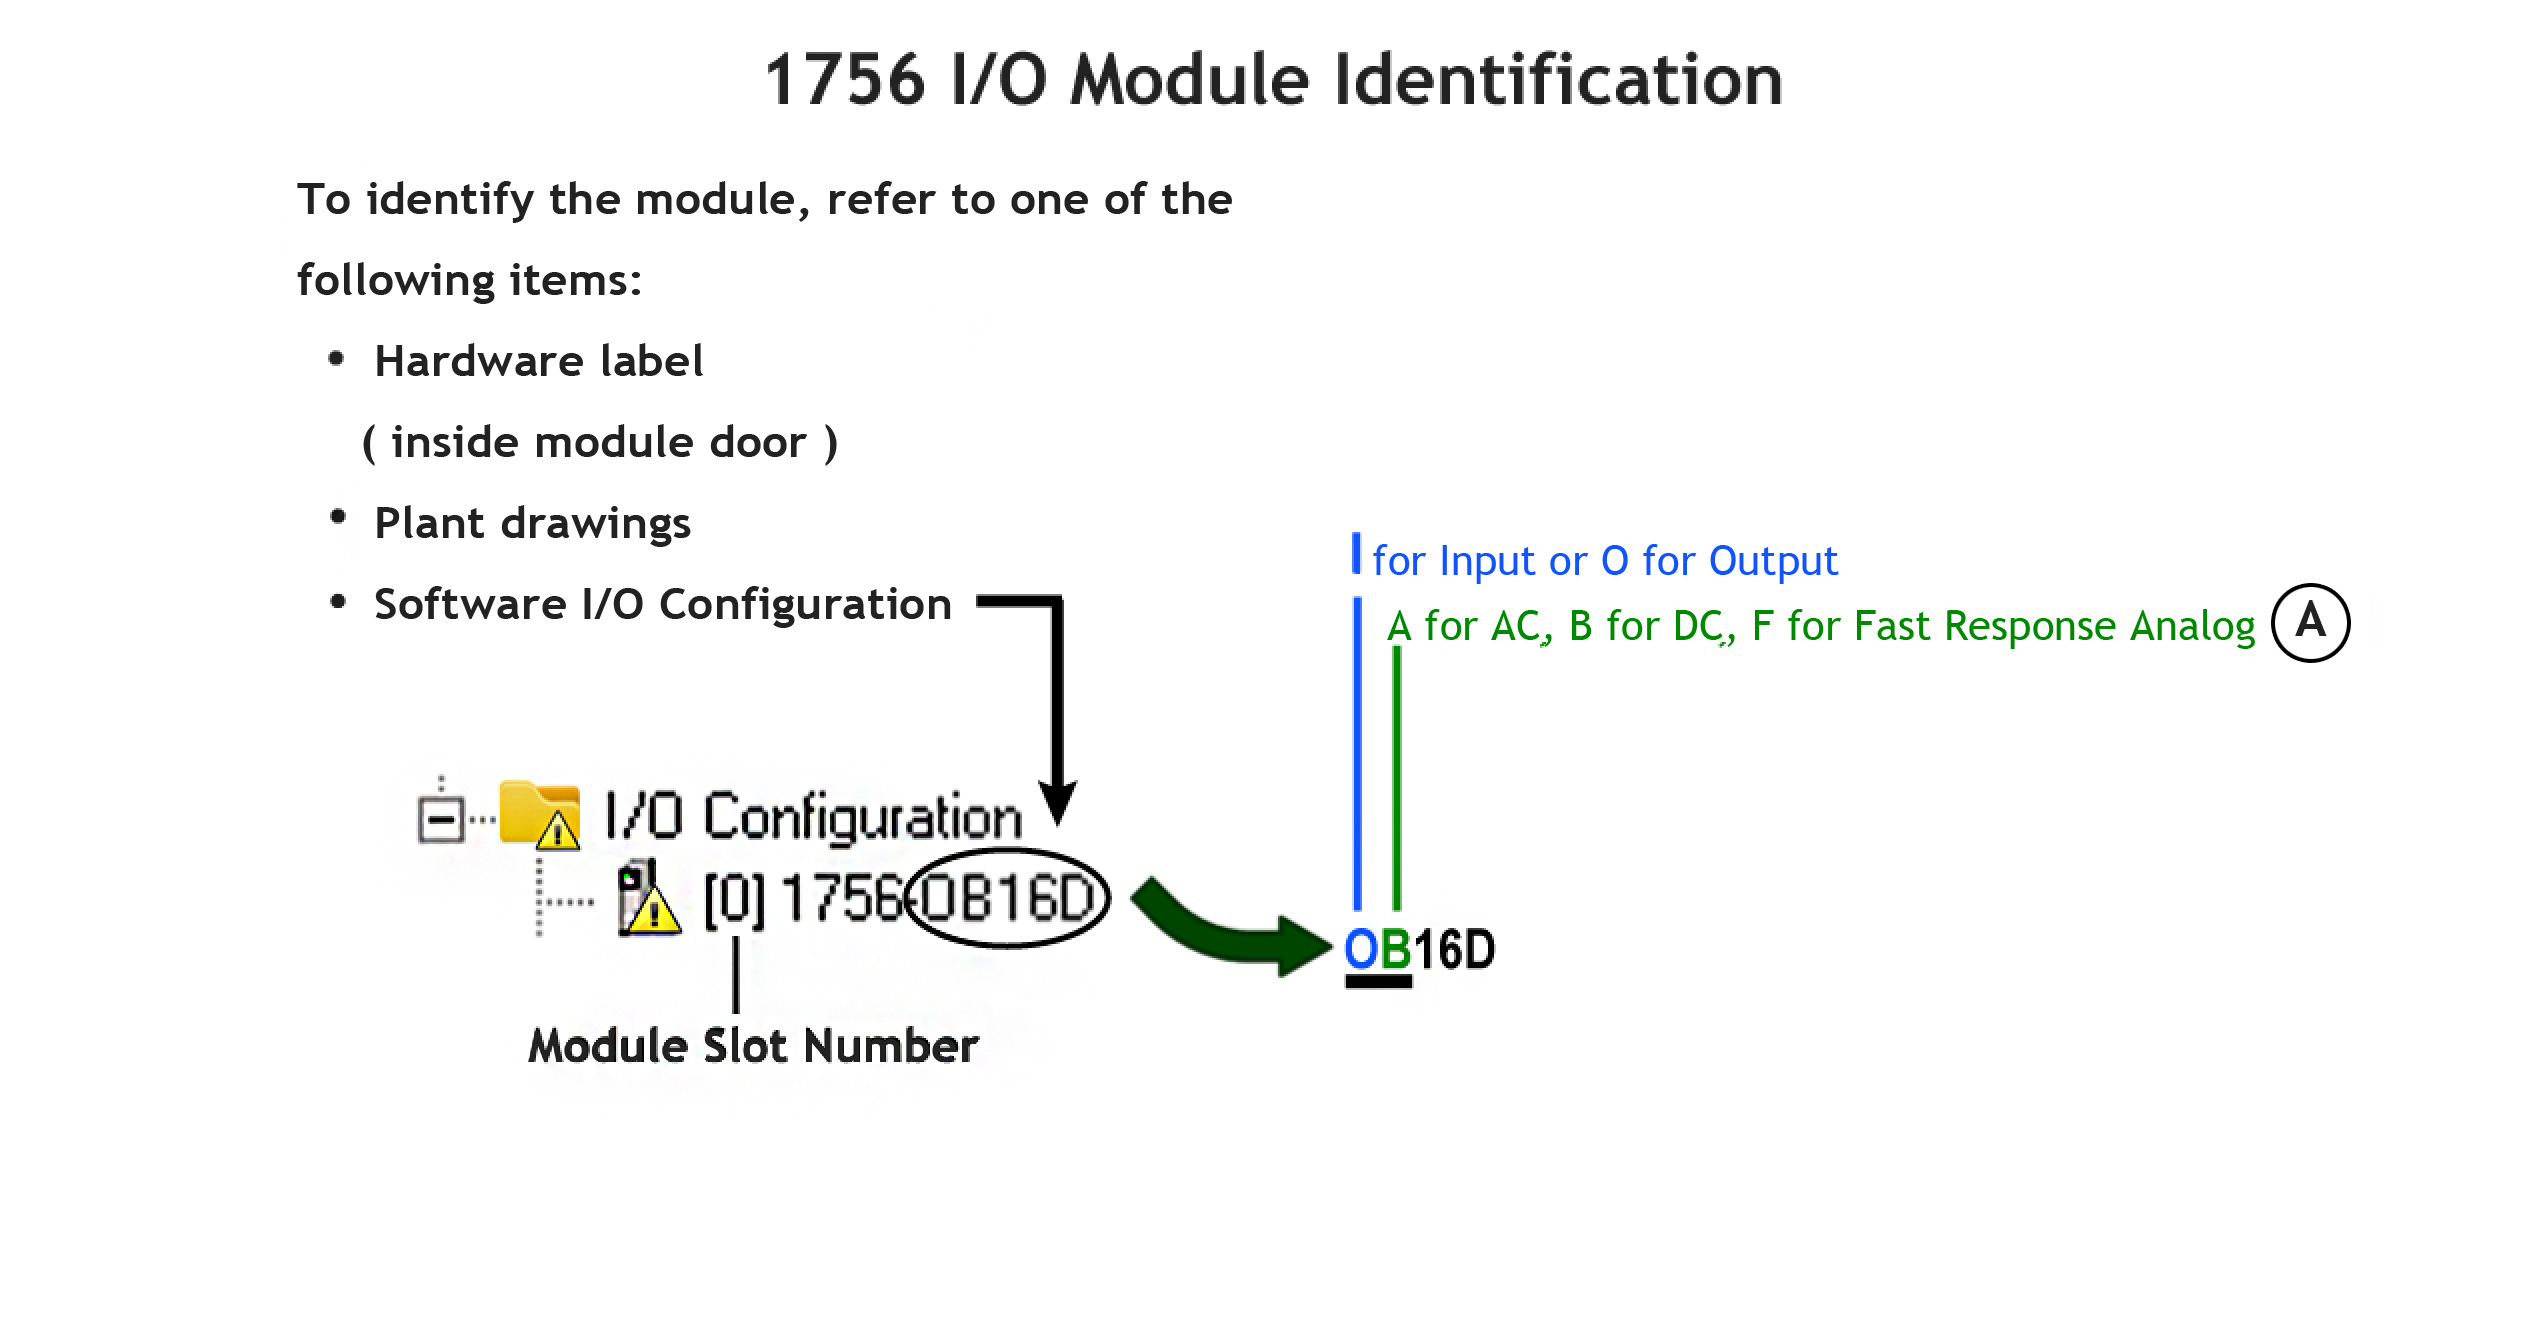 1756 I/O Module Identification
To identify the module, refer to one of the
following items:
• Hardware label
( inside module door )
• Plant drawings
• Software I/O Configuration
I for Input or O for Output
A for AC, B for DC, F for Fast Response Analog A
I/O Configuration
[0] 1756-OB16D
OB16D
Module Slot Number